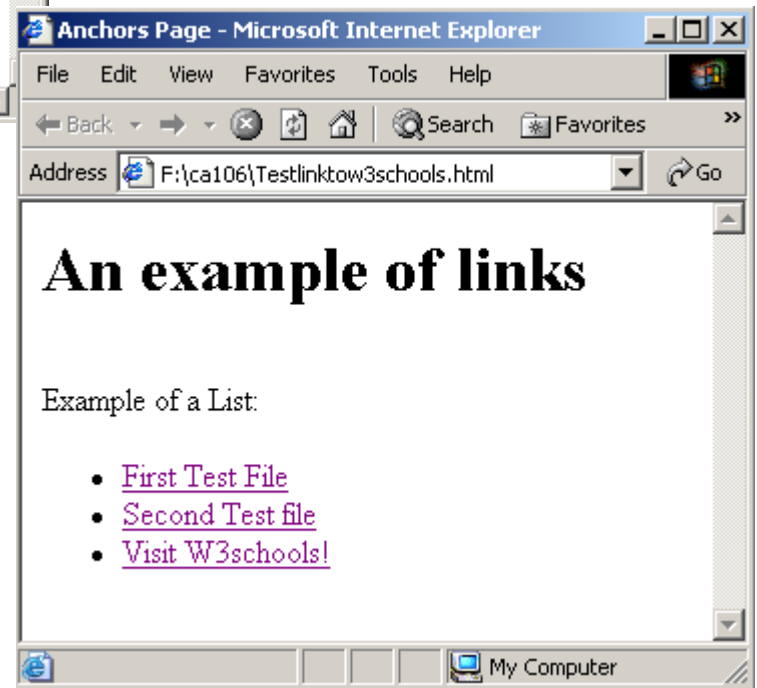 Anchors Page - Microsoft Internet Explorer
File Edit View Favorites Tools Help
Back Search Favorites »
Address F:\ca106\Testlinktow3schools.html Go
An example of links
Example of a List:
• First Test File
• Second Test file
• Visit W3schools!
My Computer